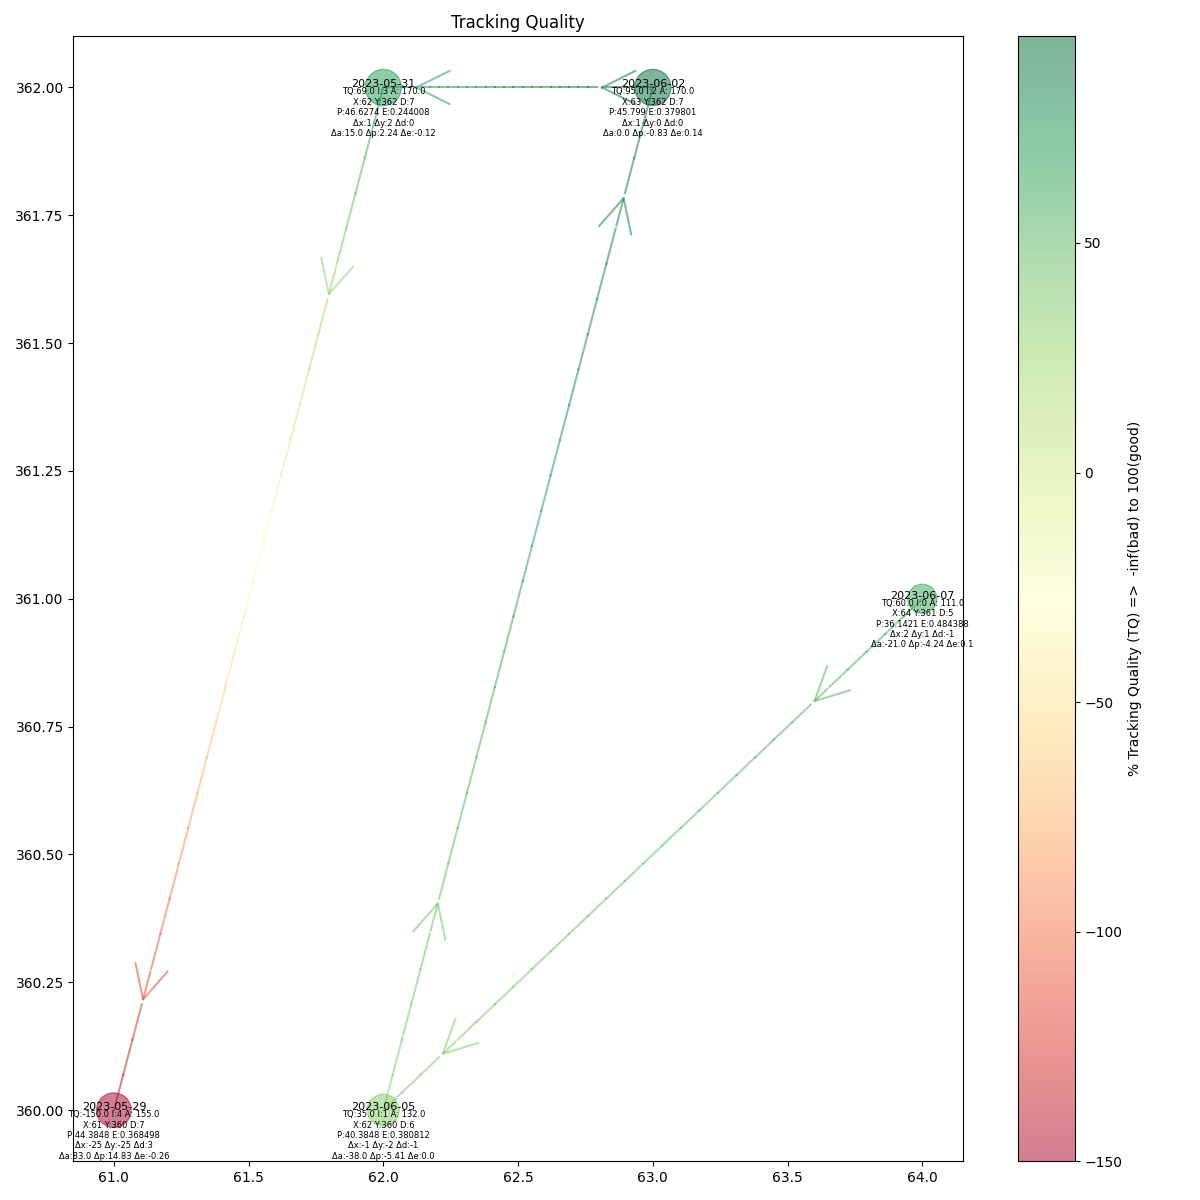 Tracking Quality
362.00
361.75
361.50
361.25
361.00
360.75
360.50
360.25
360.00
2023-05-31
TQ:69.0 I:3 A: 170.0
X:62 Y:362 D:7
P:46.6274 E:0.244008
Δx:1 Δy:2 Δd:0
Δa:15.0 Δp:2.24 Δe:-0.12
2023-06-02
TQ:95.0 I:2 A: 170.0
X:63 Y:362 D:7
P:45.799 E:0.379801
Δx:1 Δy:0 Δd:0
Δa:0.0 Δp:-0.83 Δe:0.14
2023-06-07
TQ:60.0 I:0 A: 111.0
X:64 Y:361 D:5
P:36.1421 E:0.484388
Δx:2 Δy:1 Δd:-1
Δa:-21.0 Δp:-4.24 Δe:0.1
2023-05-29
TQ:-150.0 I:4 A: 155.0
X:61 Y:360 D:7
P:44.3848 E:0.368498
Δx:-25 Δy:-25 Δd:3
Δa:83.0 Δp:14.83 Δe:-0.26
2023-06-05
TQ:35.0 I:1 A: 132.0
X:62 Y:360 D:6
P:40.3848 E:0.380812
Δx:-1 Δy:-2 Δd:-1
Δa:-38.0 Δp:-5.41 Δe:0.0
61.0 61.5 62.0 62.5 63.0 63.5 64.0
50
0
−50
−100
−150
% Tracking Quality (TQ) => -inf(bad) to 100(good)